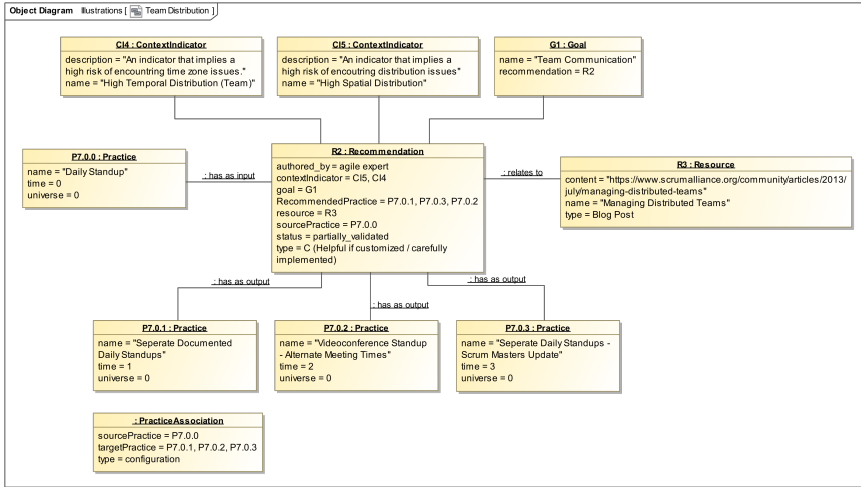 Object Diagram Illustrations [ Team Distribution ]
CI4 : ContextIndicator
description = "An indicator that implies a
high risk of encountring time zone issues."
name = "High Temporal Distribution (Team)"
CI5 : ContextIndicator
description = "An indicator that implies a
high risk of encoutring distribution issues"
name = "High Spatial Distribution"
G1 : Goal
name = "Team Communication"
recommendation = R2
P7.0.0 : Practice
name = "Daily Standup"
time = 0
universe = 0
: has as input
R2 : Recommendation
authored_by = agile expert
contextIndicator = CI5, CI4
goal = G1
RecommendedPractice = P7.0.1, P7.0.3, P7.0.2
resource = R3
sourcePractice = P7.0.0
status = partially_validated
type = C (Helpful if customized / carefully
implemented)
: relates to
R3 : Resource
content = "https://www.scrumalliance.org/community/articles/2013/
july/managing-distributed-teams"
name = "Managing Distributed Teams"
type = Blog Post
: has as output
: has as output
: has as output
P7.0.1 : Practice
name = "Seperate Documented
Daily Standups"
time = 1
universe = 0
P7.0.2 : Practice
name = "Videoconference Standup
- Alternate Meeting Times"
time = 2
universe = 0
P7.0.3 : Practice
name = "Seperate Daily Standups -
Scrum Masters Update"
time = 3
universe = 0
: PracticeAssociation
sourcePractice = P7.0.0
targetPractice = P7.0.1, P7.0.2, P7.0.3
type = configuration